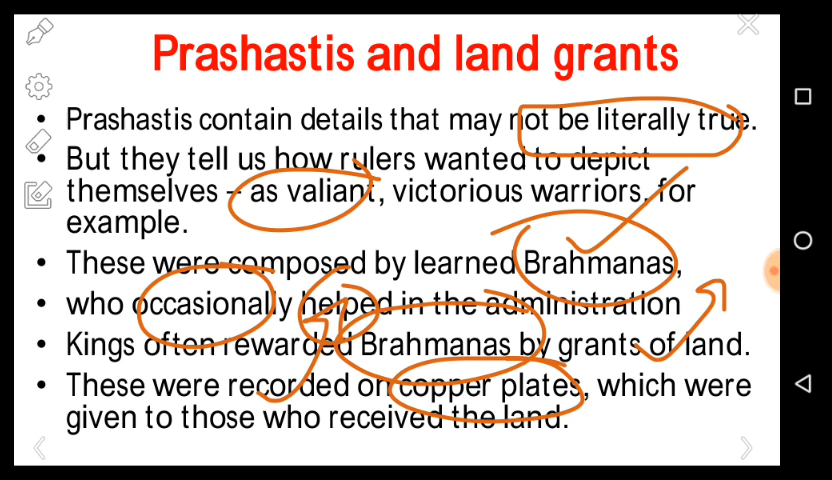 Prashastis and land grants
• Prashastis contain details that may not be literally true.
• But they tell us how rulers wanted to depict
themselves – as valiant, victorious warriors, for
example.
• These were composed by learned Brahmanas,
• who occasionally helped in the administration
• Kings often rewarded Brahmanas by grants of land.
• These were recorded on copper plates, which were
given to those who received the land.